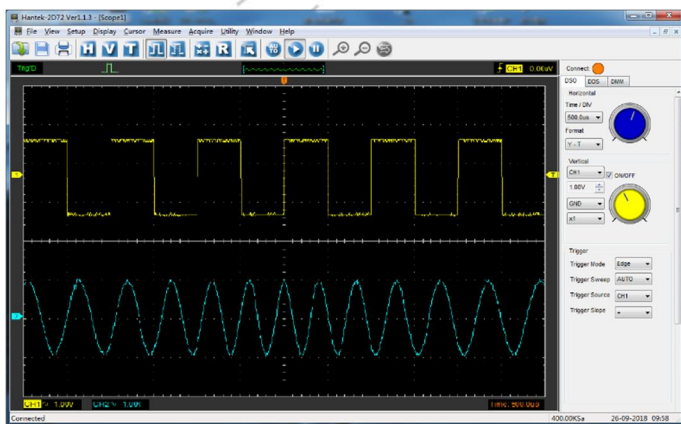 Hantek-2D72 Ver1.1.3 - [Scope1]
File View Setup Display Cursor Measure Acquire Utility Window Help
H V T R
Trig'D
CH1 0.00uV
Connect
DSO DDS DMM
Horizontal
Time / DIV
500.0us
Format
Y - T
Vertical
CH1 ON/OFF
1.00V
GND
x1
Trigger
Trigger Mode Edge
Trigger Sweep AUTO
Trigger Source CH1
Trigger Slope +
CH1 1.00V CH2 1.00V Time: 500.0us
Connected 400.00KSa 26-09-2018 09:58